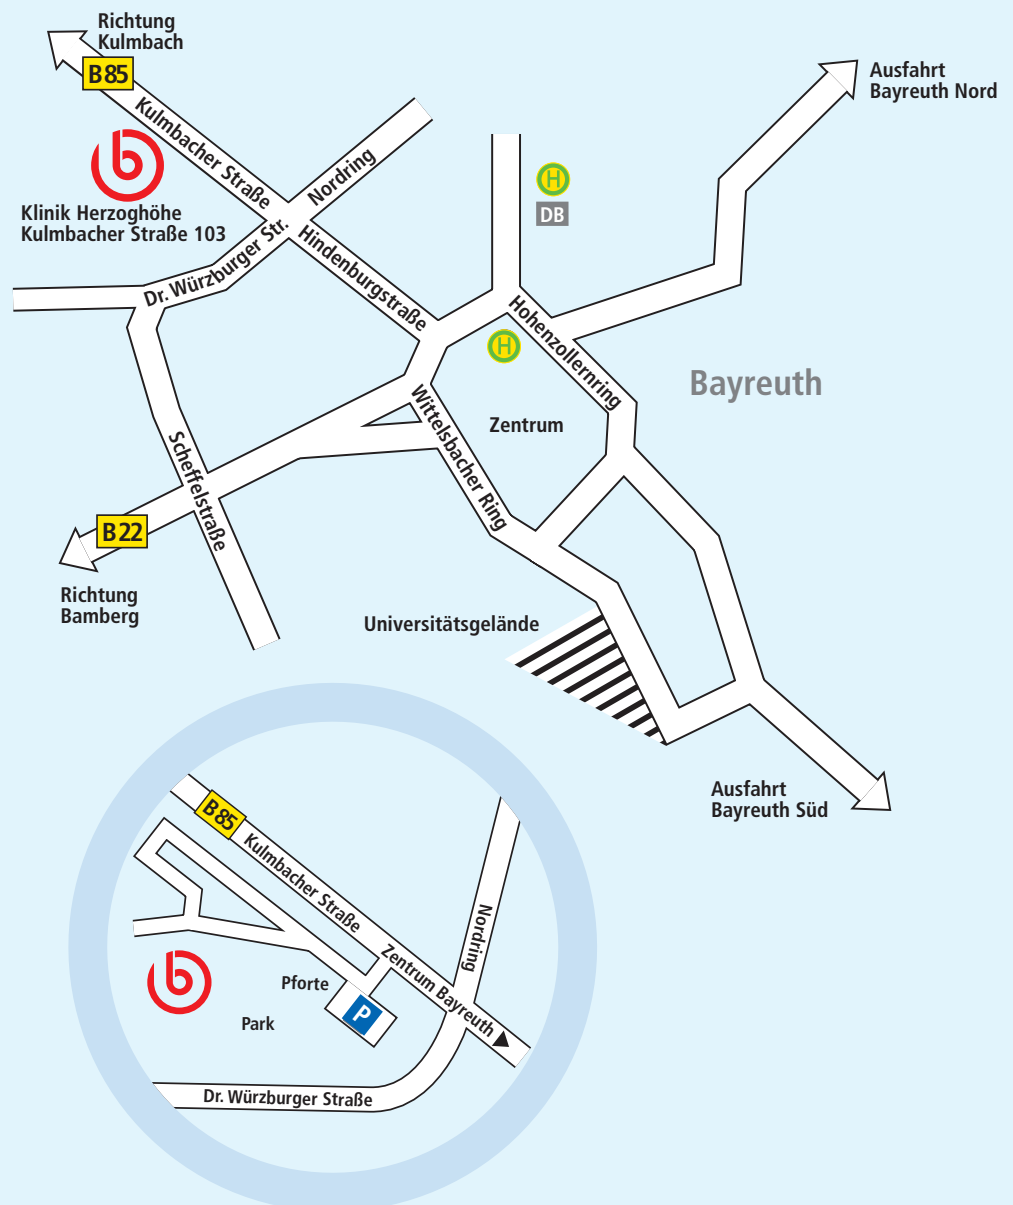 Richtung
Kulmbach
B85
Kulmbacher Straße
Nordring
Ausfahrt
Bayreuth Nord
H
DB
Klinik Herzoghöhe
Kulmbacher Straße 103
Dr. Würzburger Str.
Hindenburgstraße
Hohenzollernring
H
Bayreuth
Zentrum
Wittelsbacher Ring
Scheffelstraße
B22
Richtung
Bamberg
Universitätsgelände
Ausfahrt
Bayreuth Süd
B85
Kulmbacher Straße
Nordring
Zentrum Bayreuth
Pforte
P
Park
Dr. Würzburger Straße